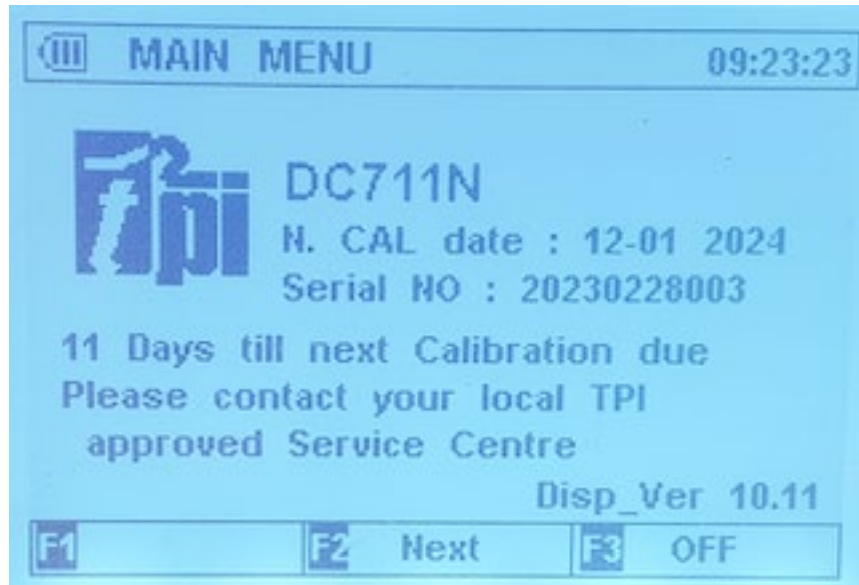 MAIN MENU 09:23:23
tpi
DC711N
N. CAL date : 12-01 2024
Serial NO : 20230228003
11 Days till next Calibration due
Please contact your local TPI
approved Service Centre
Disp_Ver 10.11
F1 F2 Next F3 OFF